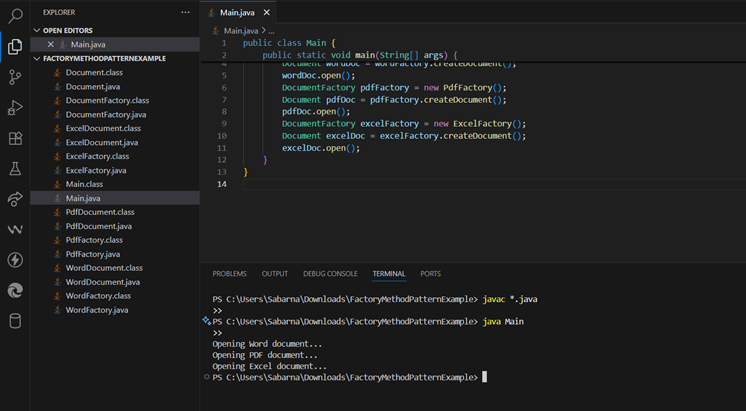 EXPLORER
OPEN EDITORS
Main.java
FACTORYMETHODPATTERNEXAMPLE
Document.class
Document.java
DocumentFactory.class
DocumentFactory.java
ExcelDocument.class
ExcelDocument.java
ExcelFactory.class
ExcelFactory.java
Main.class
Main.java
PdfDocument.class
PdfDocument.java
PdfFactory.class
PdfFactory.java
WordDocument.class
WordDocument.java
WordFactory.class
WordFactory.java
Main.java
Main.java > ...
1 public class Main {
2 public static void main(String[] args) {
4 Document wordDoc = wordFactory.createDocument();
5 wordDoc.open();
6 DocumentFactory pdfFactory = new PdfFactory();
7 Document pdfDoc = pdfFactory.createDocument();
8 pdfDoc.open();
9 DocumentFactory excelFactory = new ExcelFactory();
10 Document excelDoc = excelFactory.createDocument();
11 excelDoc.open();
12 }
13 }
14
PROBLEMS OUTPUT DEBUG CONSOLE TERMINAL PORTS
PS C:\Users\Sabarna\Downloads\FactoryMethodPatternExample> javac *.java
>>
PS C:\Users\Sabarna\Downloads\FactoryMethodPatternExample> java Main
>>
Opening Word document...
Opening PDF document...
Opening Excel document...
PS C:\Users\Sabarna\Downloads\FactoryMethodPatternExample>